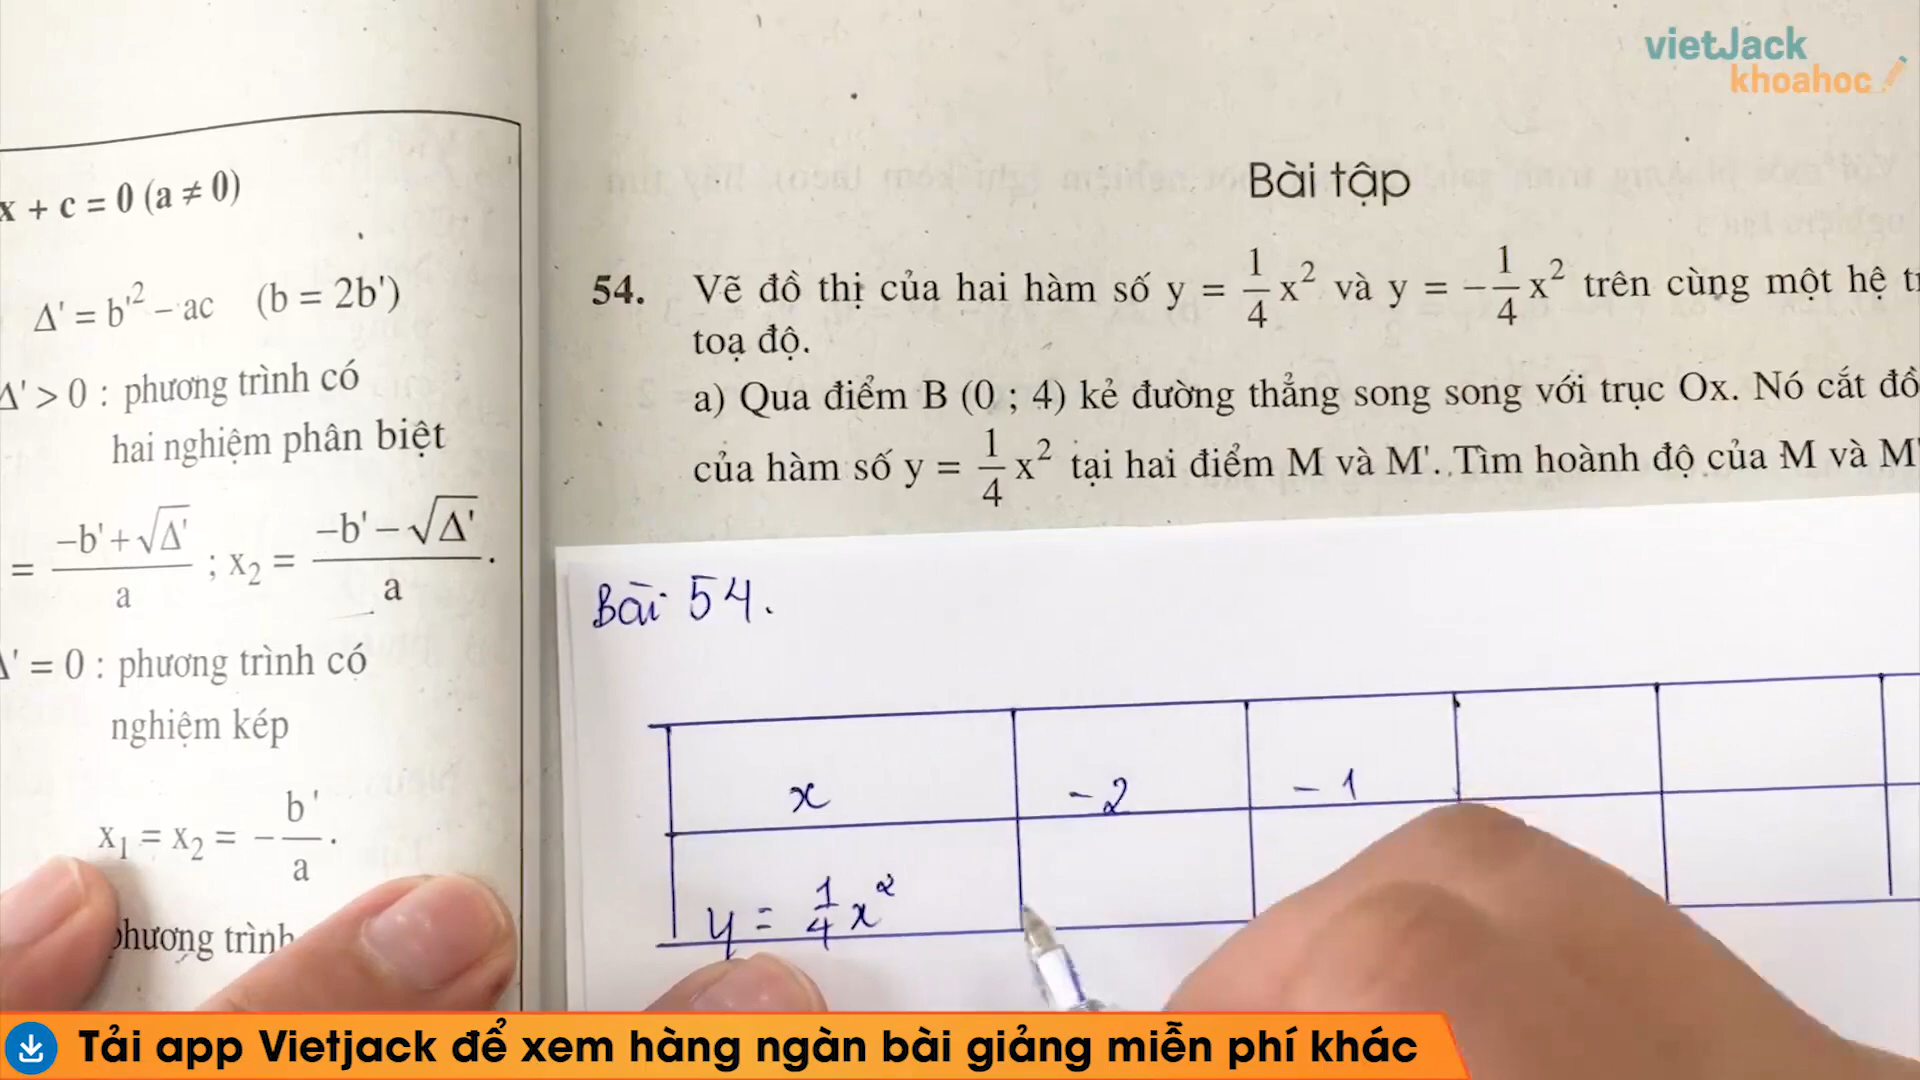 vietJack
khoahoc
x + c = 0 (a ≠ 0)
Δ' = b'² – ac (b = 2b')
Δ' > 0 : phương trình có
hai nghiệm phân biệt
= (–b' + √Δ')/a ; x₂ = (–b' – √Δ')/a .
Δ' = 0 : phương trình có
nghiệm kép
x₁ = x₂ = – b'/a .
phương trình
Bài tập
54. Vẽ đồ thị của hai hàm số y = 1/4 x² và y = – 1/4 x² trên cùng một hệ
toạ độ.
a) Qua điểm B (0 ; 4) kẻ đường thẳng song song với trục Ox. Nó cắt đồ
của hàm số y = 1/4 x² tại hai điểm M và M'. Tìm hoành độ của M và M'
Bài 54.
x -2 -1
y = 1/4 x²
Tải app Vietjack để xem hàng ngàn bài giảng miễn phí khác